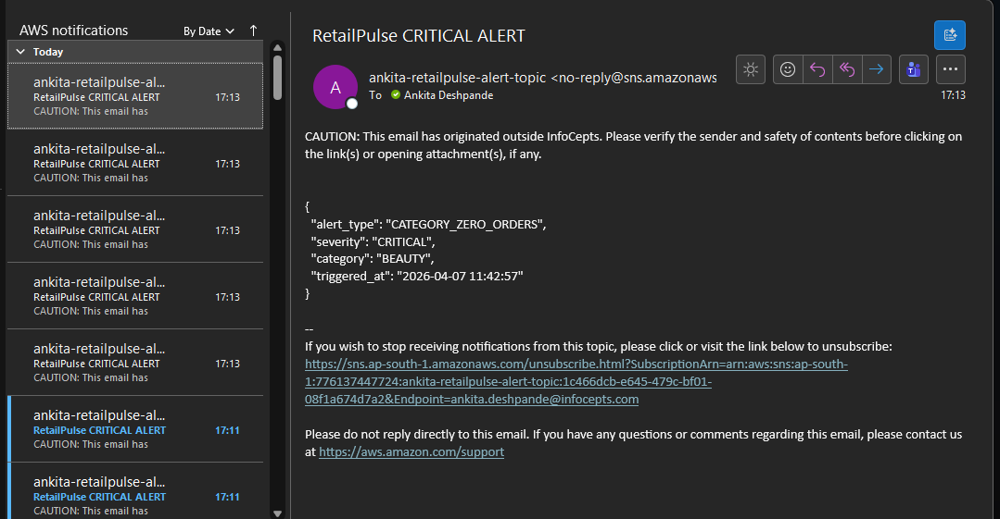 AWS notifications
By Date
Today
ankita-retailpulse-al...
RetailPulse CRITICAL ALERT 17:13
CAUTION: This email has
ankita-retailpulse-al...
RetailPulse CRITICAL ALERT 17:13
CAUTION: This email has
ankita-retailpulse-al...
RetailPulse CRITICAL ALERT 17:13
CAUTION: This email has
ankita-retailpulse-al...
RetailPulse CRITICAL ALERT 17:13
CAUTION: This email has
ankita-retailpulse-al...
RetailPulse CRITICAL ALERT 17:13
CAUTION: This email has
ankita-retailpulse-al...
RetailPulse CRITICAL ALERT 17:11
CAUTION: This email has
ankita-retailpulse-al...
RetailPulse CRITICAL ALERT 17:11
CAUTION: This email has
RetailPulse CRITICAL ALERT
A
ankita-retailpulse-alert-topic <no-reply@sns.amazonaws
To Ankita Deshpande
17:13
CAUTION: This email has originated outside InfoCepts. Please verify the sender and safety of contents before clicking on
the link(s) or opening attachment(s), if any.
{
"alert_type": "CATEGORY_ZERO_ORDERS",
"severity": "CRITICAL",
"category": "BEAUTY",
"triggered_at": "2026-04-07 11:42:57"
}
--
If you wish to stop receiving notifications from this topic, please click or visit the link below to unsubscribe:
https://sns.ap-south-1.amazonaws.com/unsubscribe.html?SubscriptionArn=arn:aws:sns:ap-south-
1:776137447724:ankita-retailpulse-alert-topic:1c466dcb-e645-479c-bf01-
08f1a674d7a2&Endpoint=ankita.deshpande@infocepts.com
Please do not reply directly to this email. If you have any questions or comments regarding this email, please contact us
at https://aws.amazon.com/support